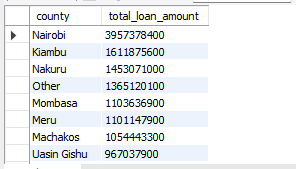 county total_loan_amount
Nairobi 3957378400
Kiambu 1611875600
Nakuru 1453071000
Other 1365120100
Mombasa 1103636900
Meru 1101147900
Machakos 1054443300
Uasin Gishu 967037900